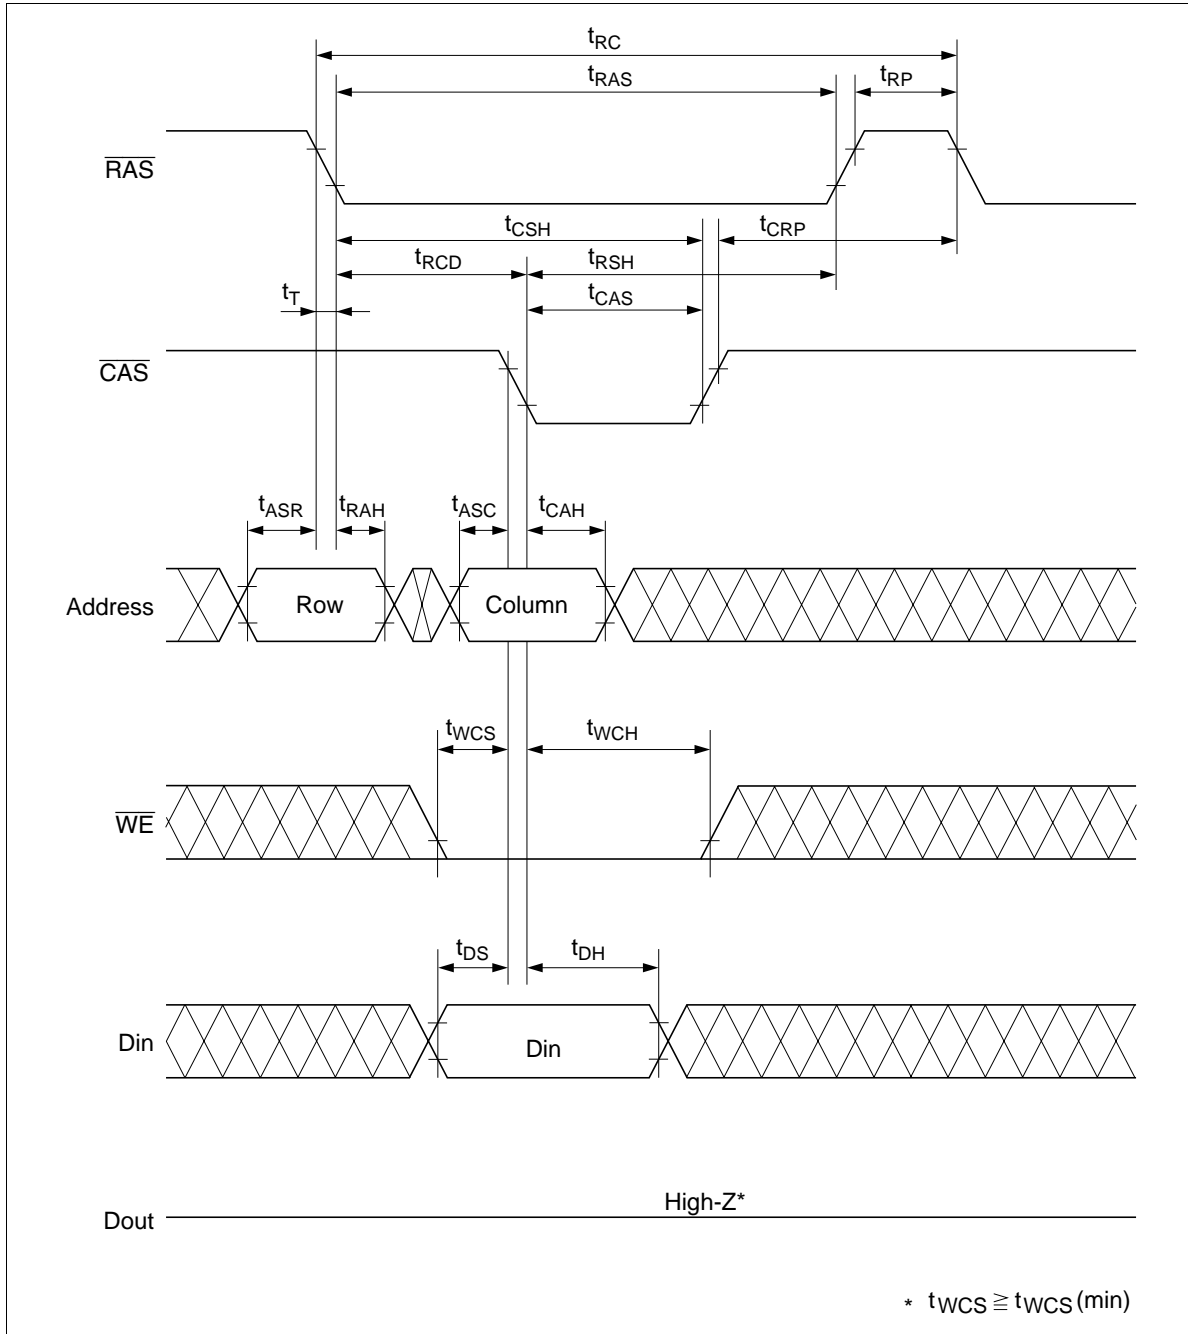 tRC
tRAS
tRP
RAS
tCSH
tCRP
tRCD
tRSH
tT
tCAS
CAS
tASR
tRAH
tASC
tCAH
Address
Row
Column
tWCS
tWCH
WE
tDS
tDH
Din
Din
High-Z*
Dout
* tWCS ≧ tWCS (min)